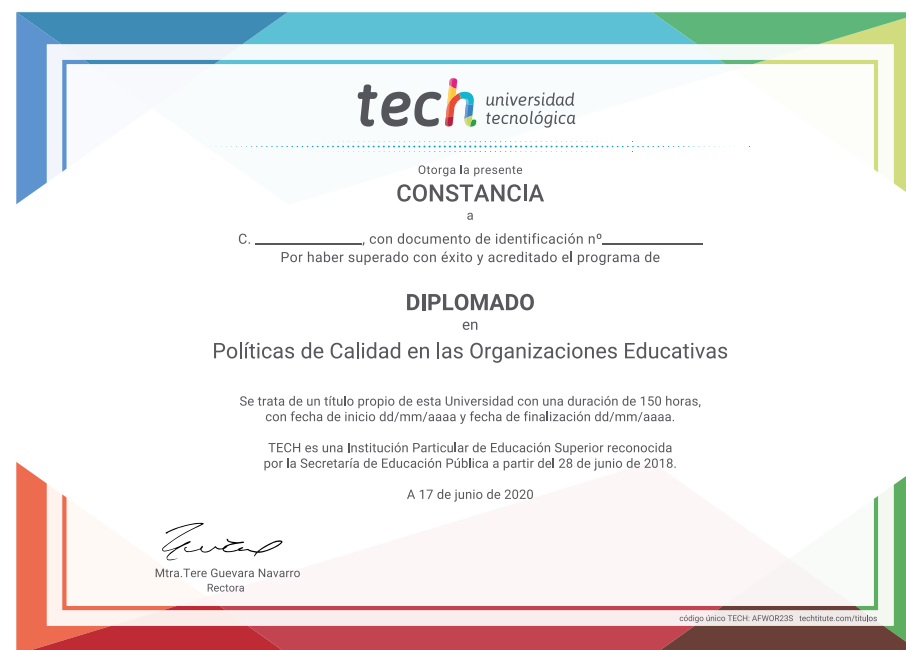 tech universidad
tecnológica
Otorga la presente
CONSTANCIA
a
C. ____________, con documento de identificación nº____________
Por haber superado con éxito y acreditado el programa de
DIPLOMADO
en
Políticas de Calidad en las Organizaciones Educativas
Se trata de un título propio de esta Universidad con una duración de 150 horas,
con fecha de inicio dd/mm/aaaa y fecha de finalización dd/mm/aaaa.
TECH es una Institución Particular de Educación Superior reconocida
por la Secretaría de Educación Pública a partir del 28 de junio de 2018.
A 17 de junio de 2020
Mtra.Tere Guevara Navarro
Rectora
código único TECH: AFWOR23S techtitute.com/titulos